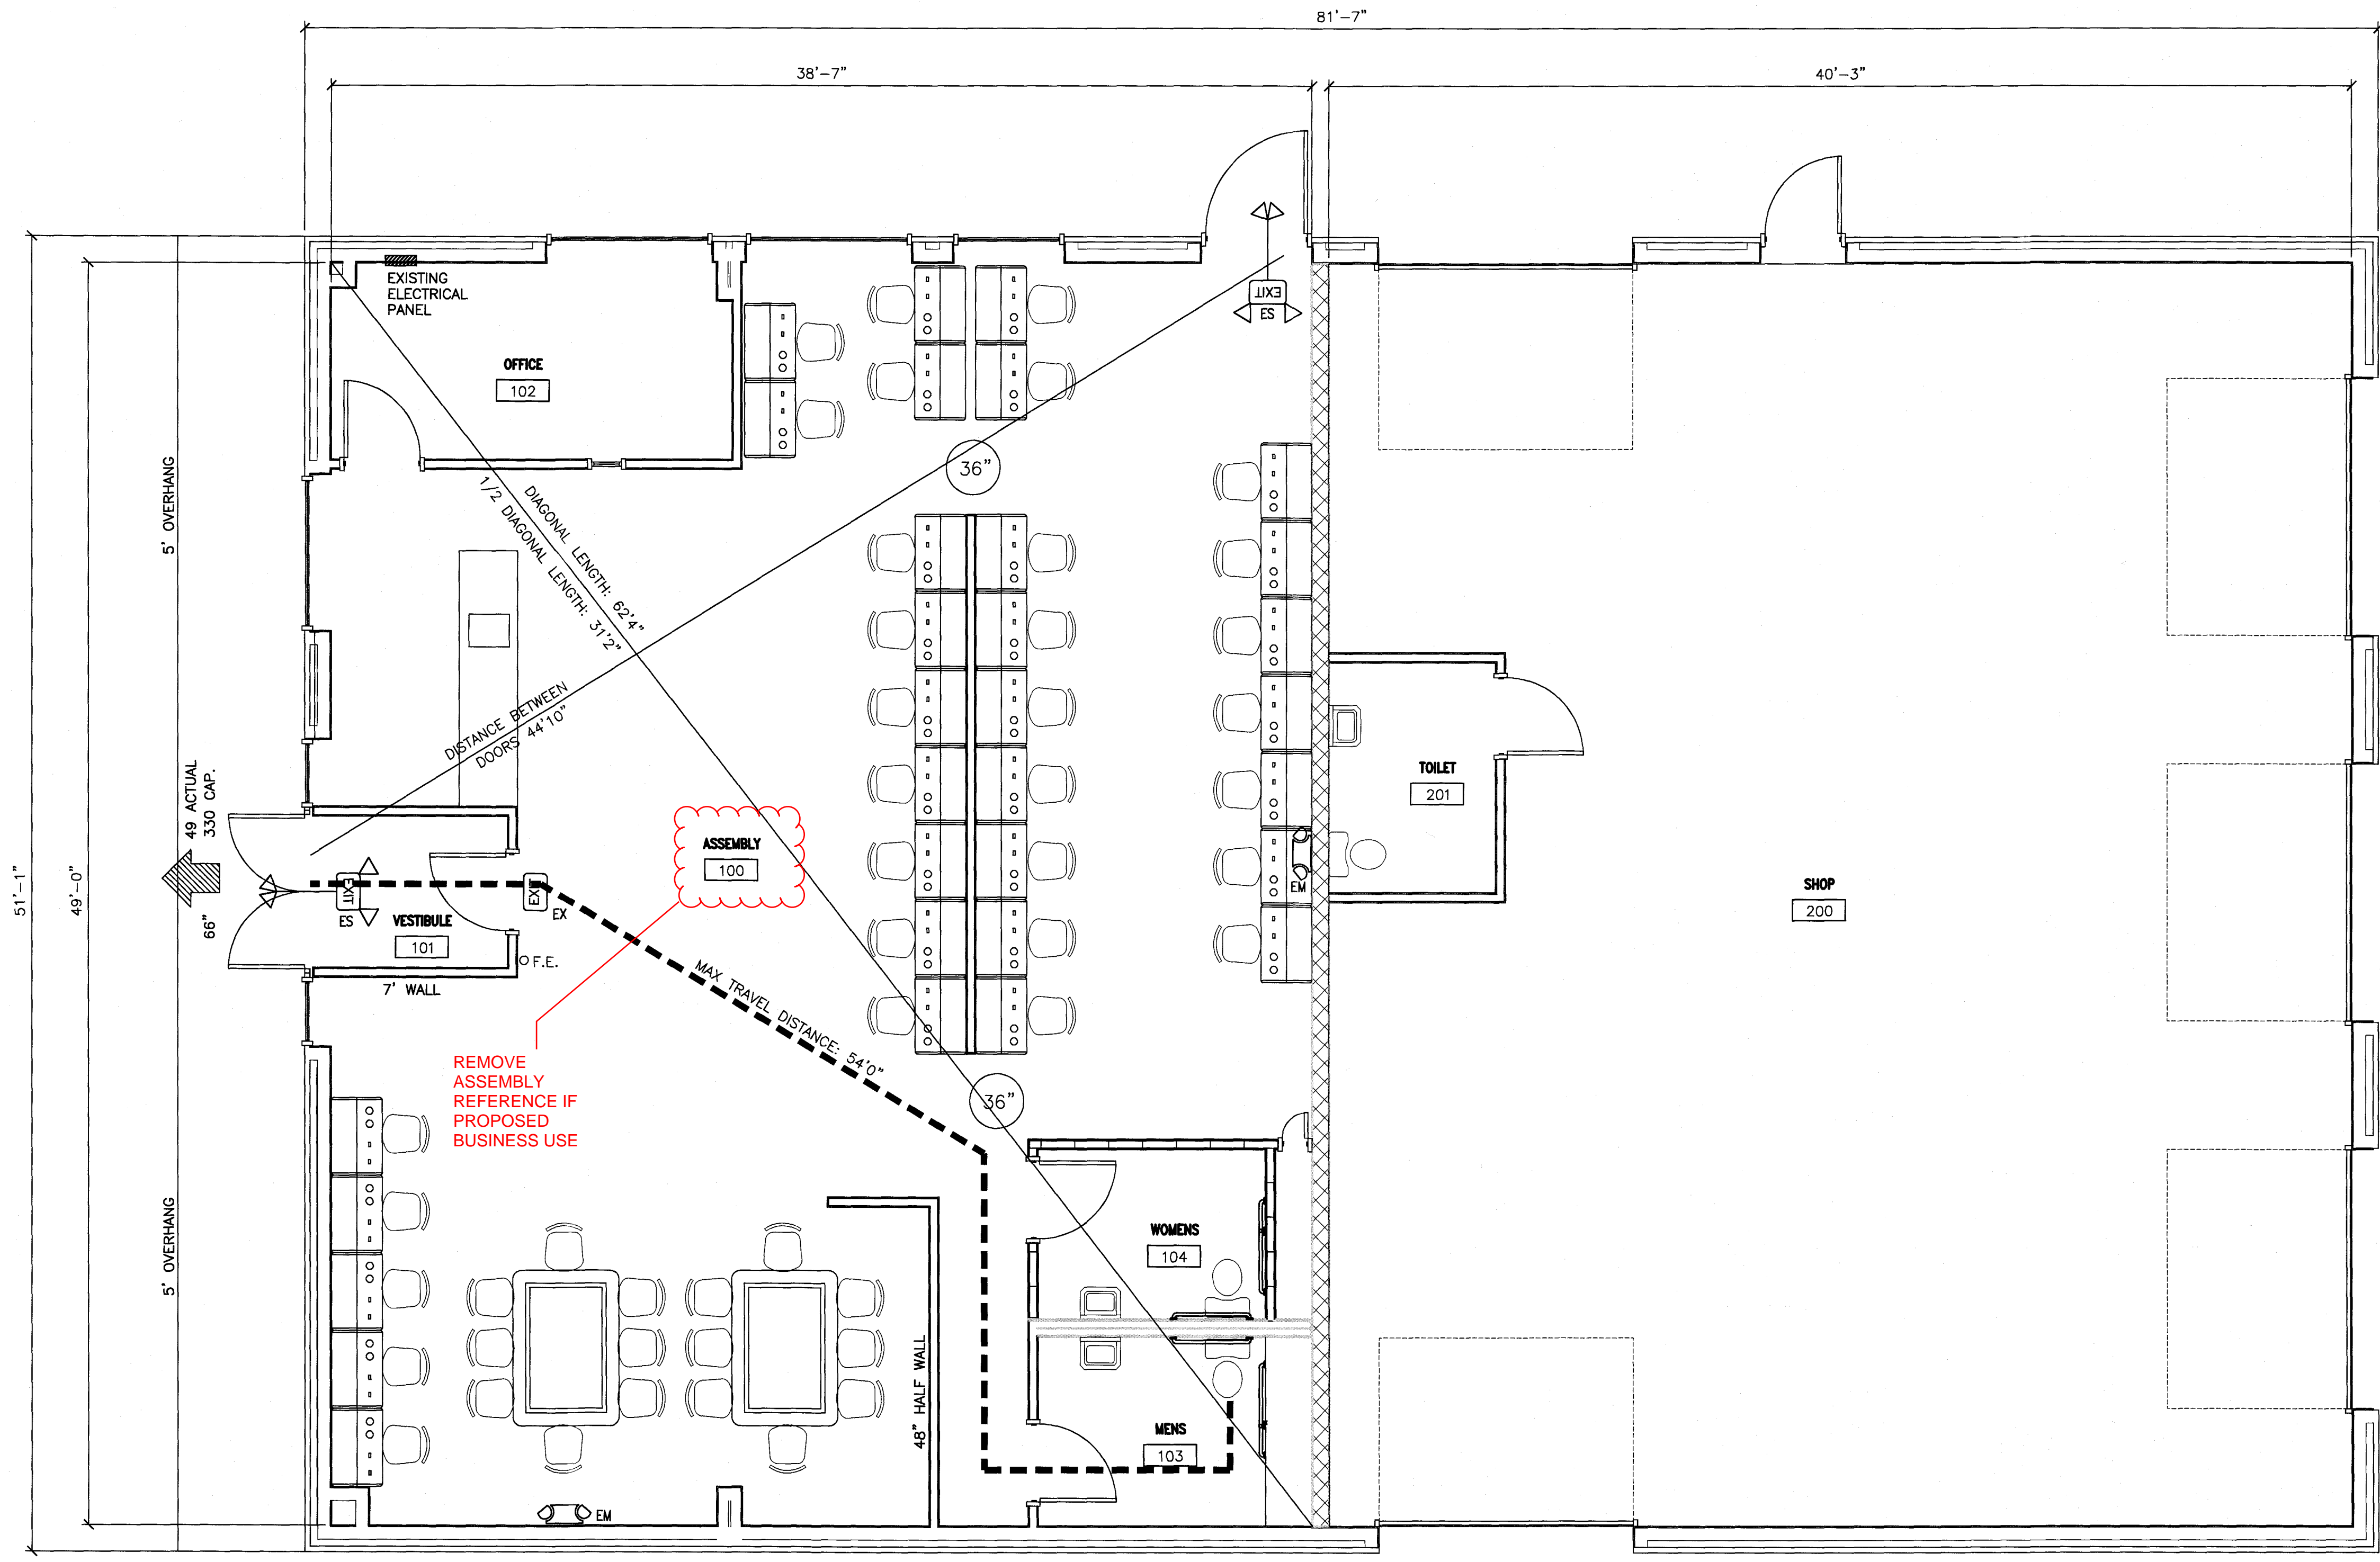 81'-7"
38'-7"
40'-3"
EXISTING
ELECTRICAL
PANEL
EXIT
ES
OFFICE
102
36"
5' OVERHANG
DIAGONAL LENGTH: 62'4"
1/2 DIAGONAL LENGTH: 31'2"
DISTANCE BETWEEN
DOORS 44'10"
49 ACTUAL
330 CAP.
TOILET
201
ASSEMBLY
100
51'-1"
49'-0"
66"
EXIT
ES
EXIT
EX
VESTIBULE
101
EM
SHOP
200
F.E.
7' WALL
MAX TRAVEL DISTANCE: 54'0"
REMOVE
ASSEMBLY
REFERENCE IF
PROPOSED
BUSINESS USE
36"
5' OVERHANG
WOMENS
104
48" HALF WALL
MENS
103
EM